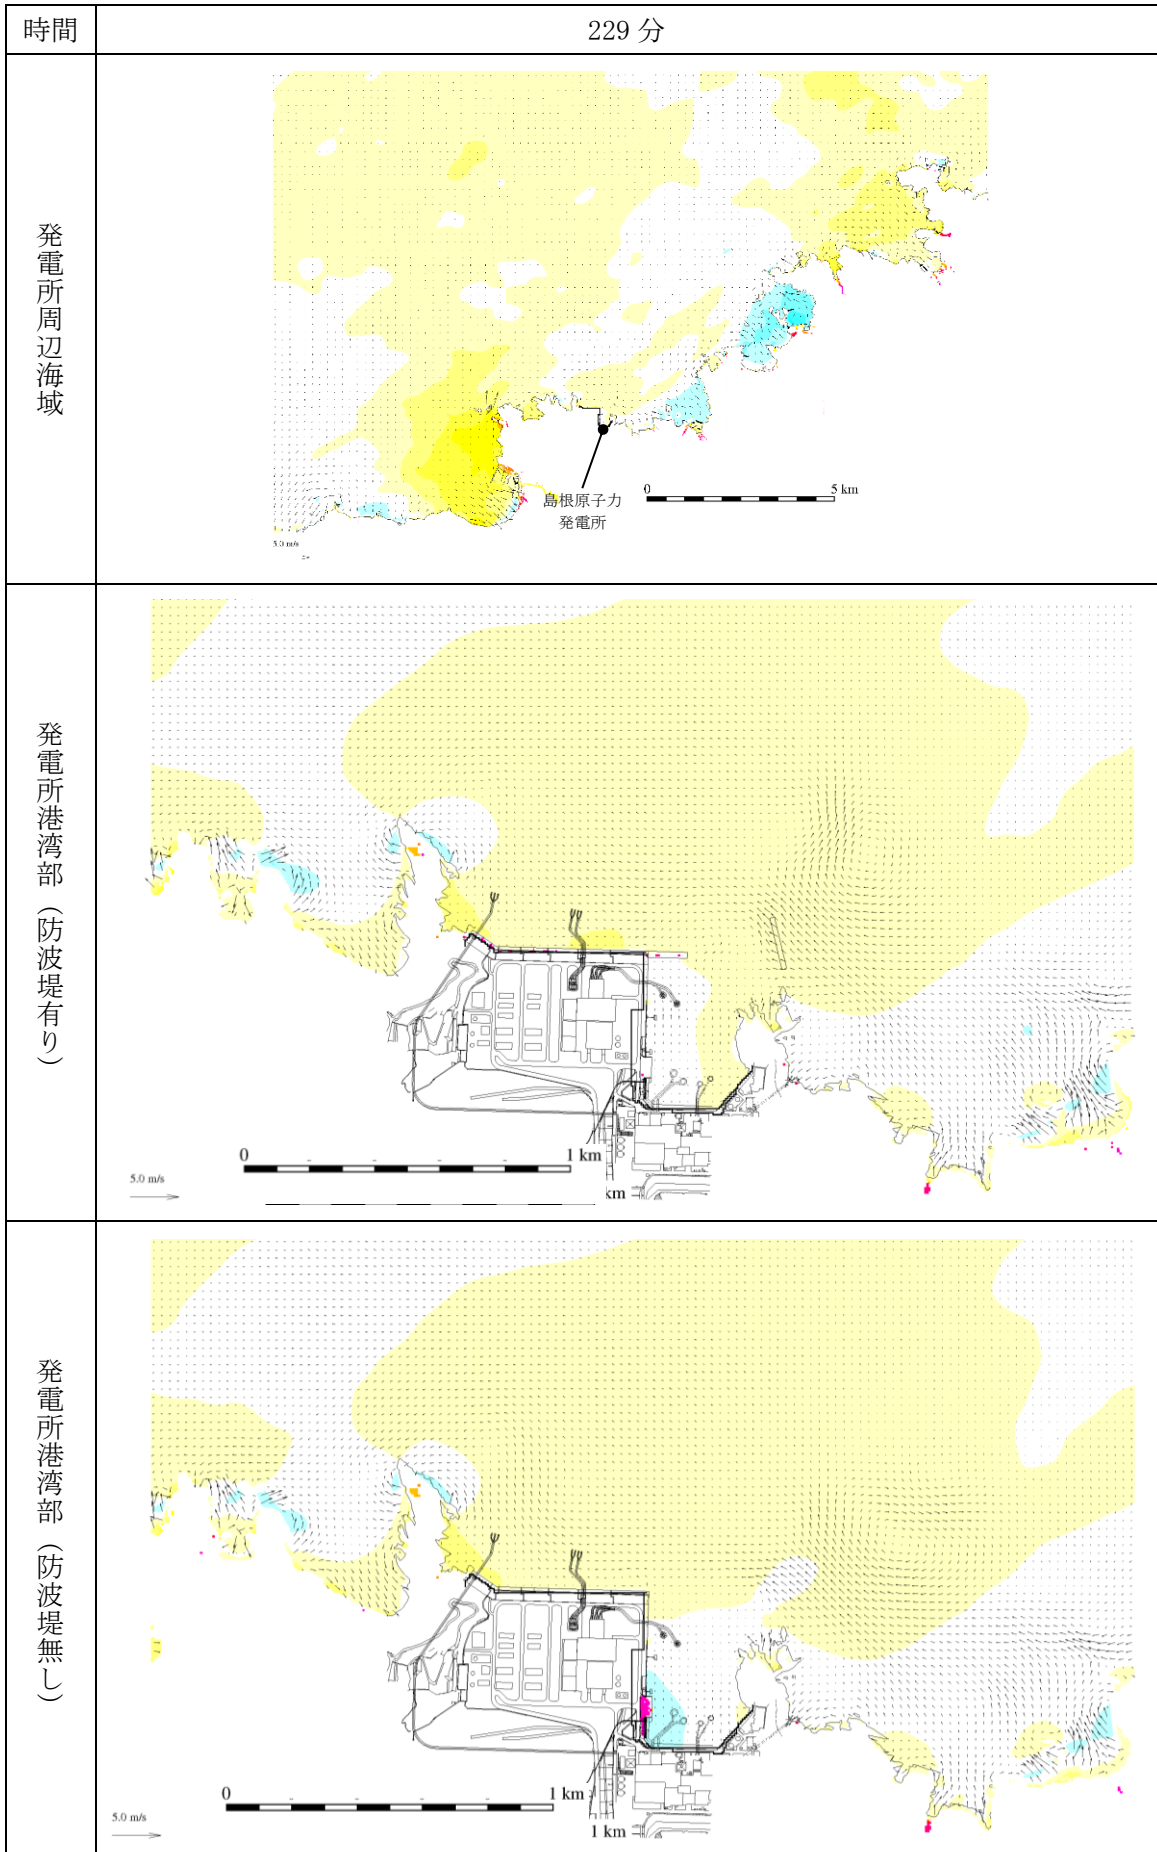 時間
229 分
発電所周辺海域
島根原子力
発電所
0
5 km
5.0 m/s
発電所港湾部（防波堤有り）
0
1 km
5.0 m/s
km
発電所港湾部（防波堤無し）
0
1 km
5.0 m/s
1 km